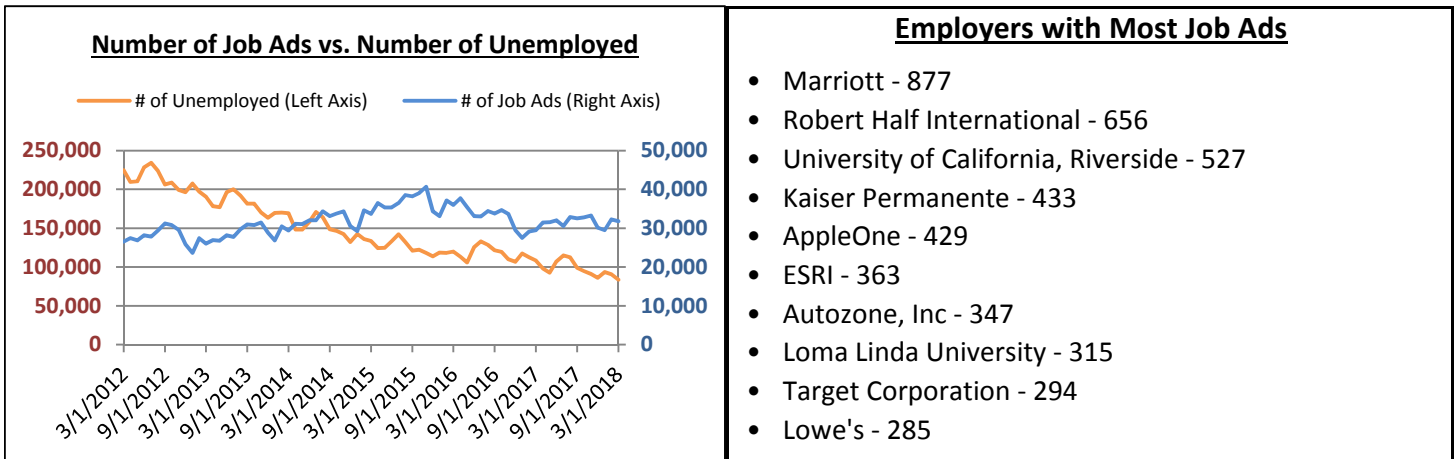 Number of Job Ads vs. Number of Unemployed
# of Unemployed (Left Axis) # of Job Ads (Right Axis)
250,000
200,000
150,000
100,000
50,000
0
50,000
40,000
30,000
20,000
10,000
0
3/1/2012
9/1/2012
3/1/2013
9/1/2013
3/1/2014
9/1/2014
3/1/2015
9/1/2015
3/1/2016
9/1/2016
3/1/2017
9/1/2017
3/1/2018
Employers with Most Job Ads
• Marriott - 877
• Robert Half International - 656
• University of California, Riverside - 527
• Kaiser Permanente - 433
• AppleOne - 429
• ESRI - 363
• Autozone, Inc - 347
• Loma Linda University - 315
• Target Corporation - 294
• Lowe's - 285